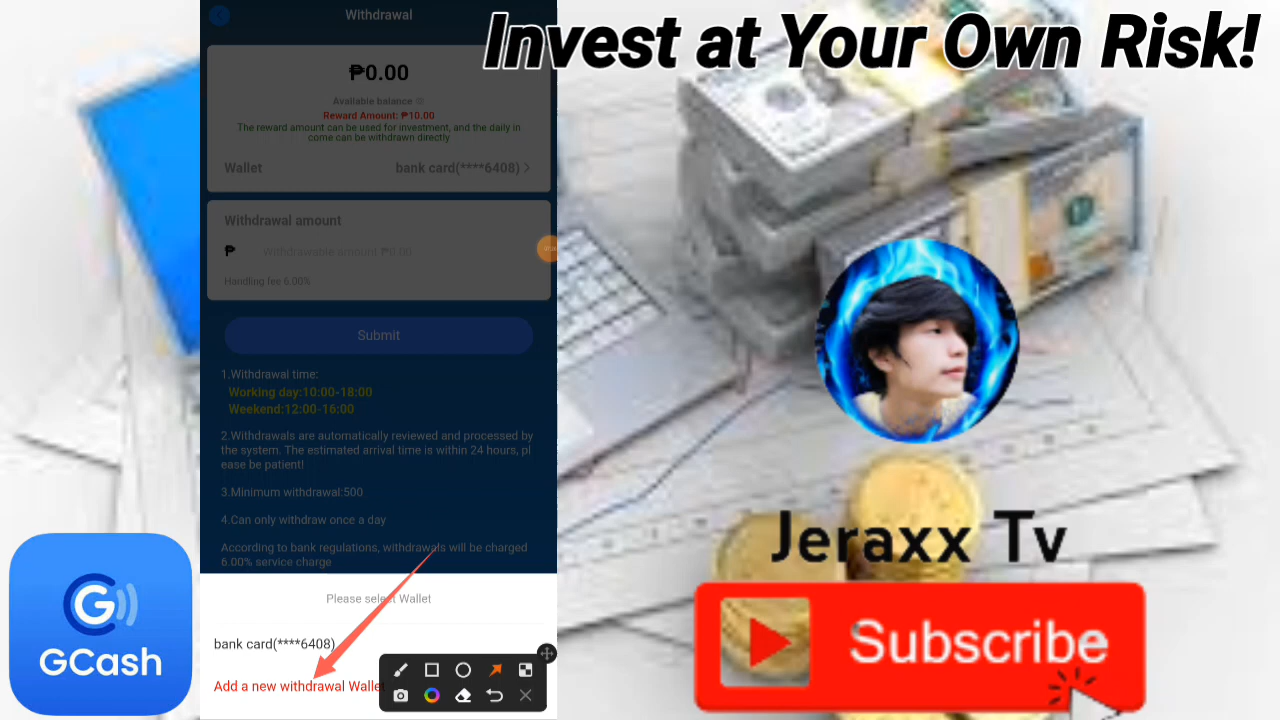 Invest at Your Own Risk!
Withdrawal
₱0.00
Available balance
Reward Amount: ₱10.00
The reward amount can be used for investment, and the daily in
come can be withdrawn directly
Wallet
bank card(****6408)
Withdrawal amount
₱ Withdrawable amount ₱0.00
Handling fee 6.00%
Submit
1.Withdrawal time:
Working day:10:00-18:00
Weekend:12:00-16:00
2.Withdrawals are automatically reviewed and processed by
the system. The estimated arrival time is within 24 hours, pl
ease be patient!
3.Minimum withdrawal:500
4.Can only withdraw once a day
According to bank regulations, withdrawals will be charged
6.00% service charge
Please select Wallet
bank card(****6408)
Add a new withdrawal Wallet
GCash
Jeraxx Tv
Subscribe